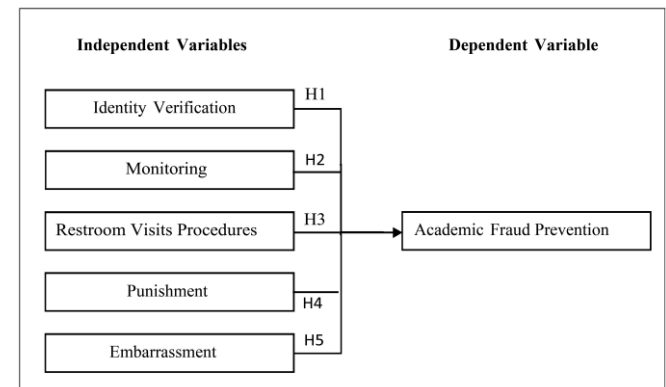 Independent Variables Dependent Variable
H1
Identity Verification
H2
Monitoring
H3
Restroom Visits Procedures
Academic Fraud Prevention
Punishment
H4
H5
Embarrassment